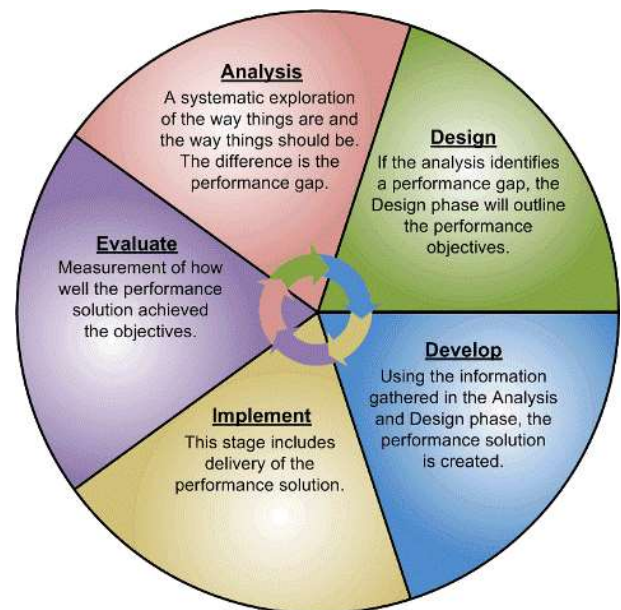 Analysis
A systematic exploration
of the way things are and
the way things should be.
The difference is the
performance gap.
Design
If the analysis identifies
a performance gap, the
Design phase will outline
the performance
objectives.
Develop
Using the information
gathered in the Analysis
and Design phase, the
performance solution
is created.
Implement
This stage includes
delivery of the
performance solution.
Evaluate
Measurement of how
well the performance
solution achieved
the objectives.